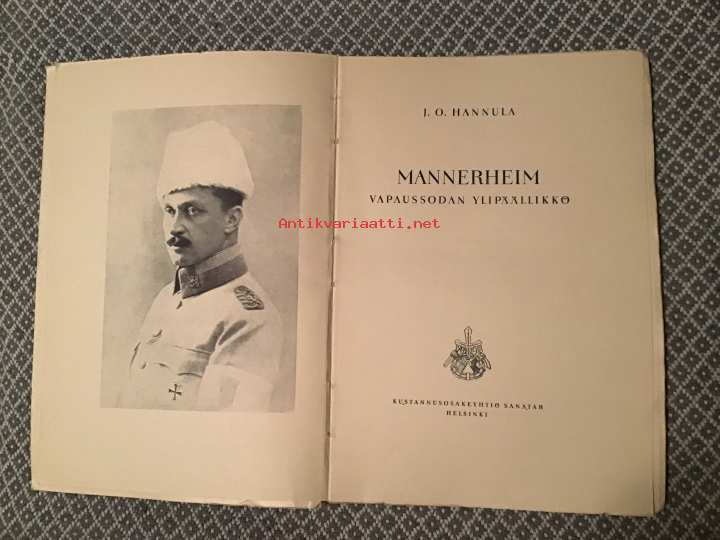 J. O. HANNULA
MANNERHEIM
VAPAUSSODAN YLIPÄÄLLIKKÖ
Antikvariaatti.net
KUSTANNUSOSAKEYHTIÖ SANATAR
HELSINKI